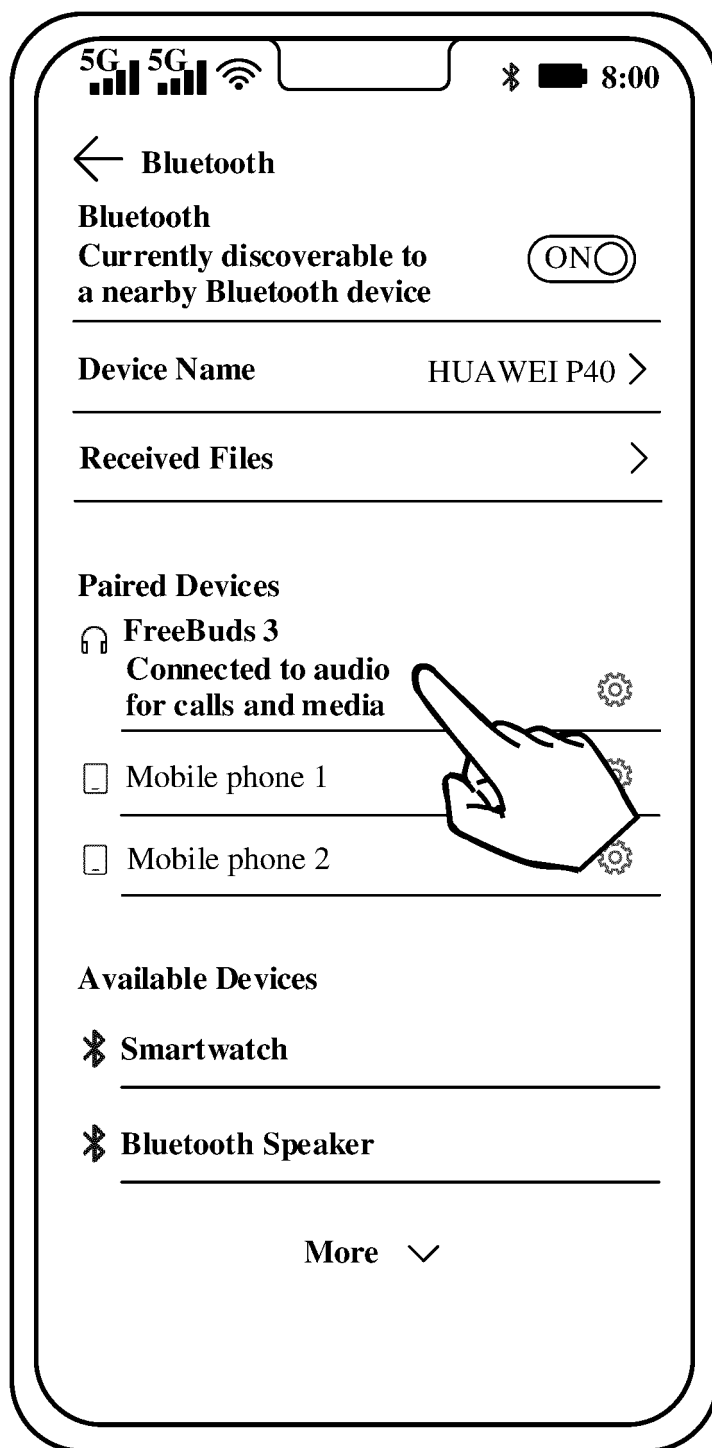 5G 5G 8:00
Bluetooth
Bluetooth
Currently discoverable to
a nearby Bluetooth device
ON
Device Name HUAWEI P40
Received Files
Paired Devices
FreeBuds 3
Connected to audio
for calls and media
Mobile phone 1
Mobile phone 2
Available Devices
Smartwatch
Bluetooth Speaker
More